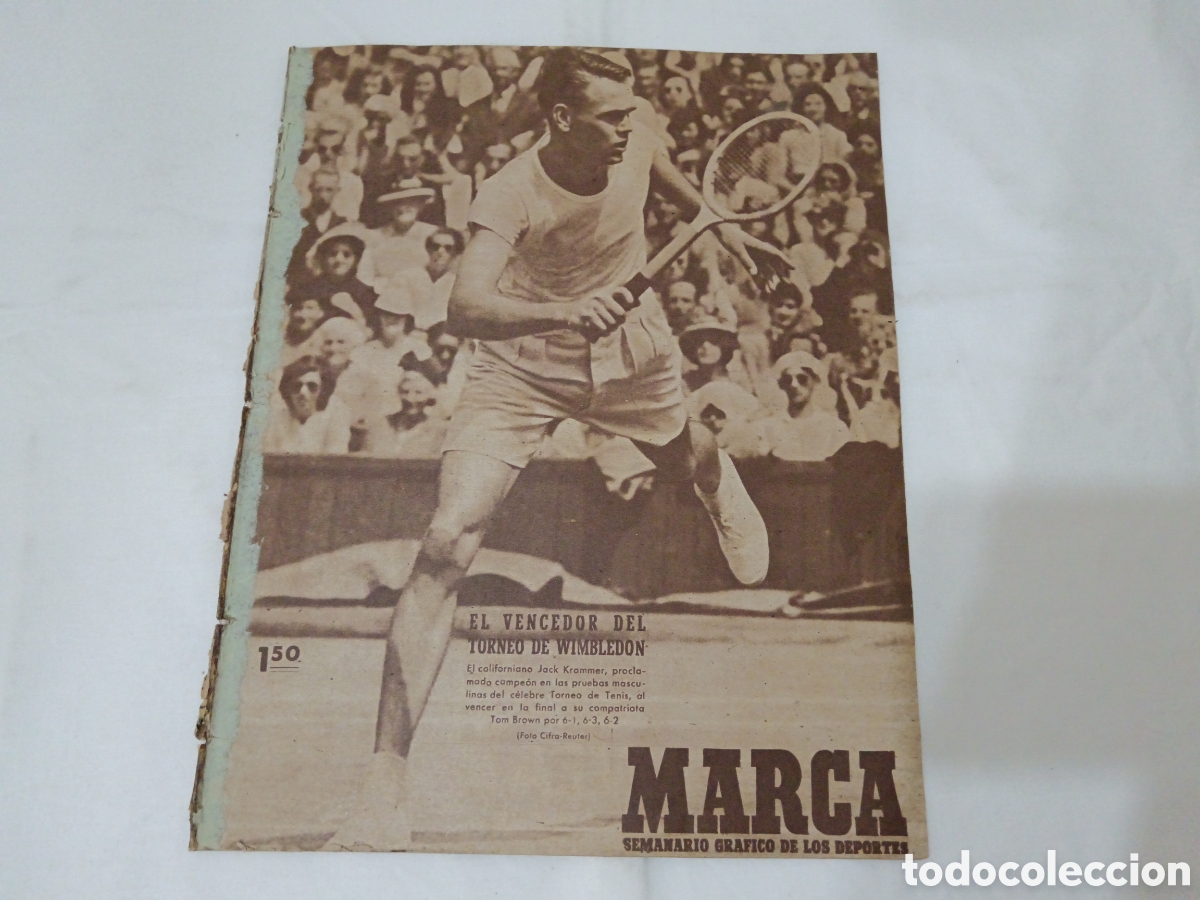 EL VENCEDOR DEL
TORNEO DE WIMBLEDON
El californiano Jack Krammer, procla-
mado campeón en las pruebas mascu-
linas del célebre Torneo de Tenis, al
vencer en la final a su compatriota
Tom Brown por 6-1, 6-3, 6-2
(Foto Cifra-Reuter)
1 50
MARCA
SEMANARIO GRAFICO DE LOS DEPORTES
todocoleccion